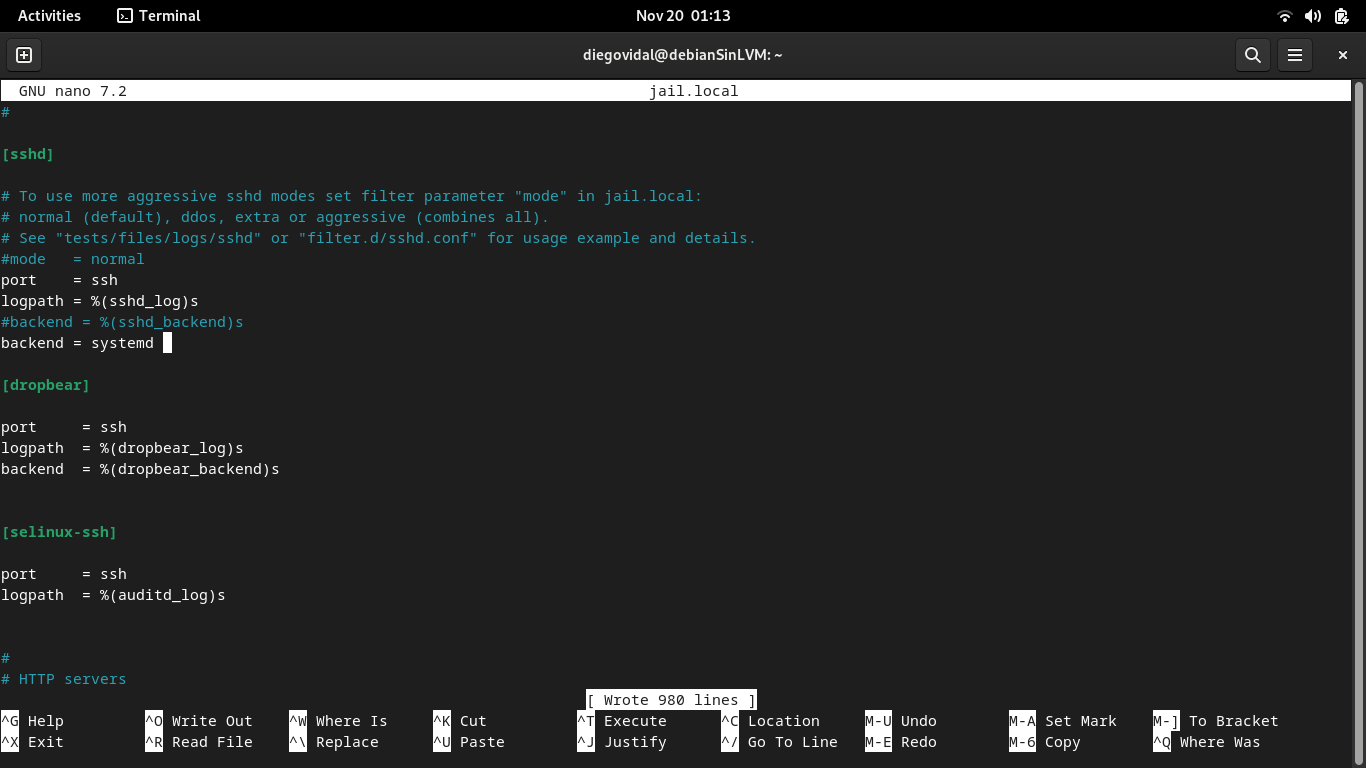 Activities Terminal Nov 20 01:13
diegovidal@debianSinLVM: ~
GNU nano 7.2 jail.local
#
[sshd]
# To use more aggressive sshd modes set filter parameter "mode" in jail.local:
# normal (default), ddos, extra or aggressive (combines all).
# See "tests/files/logs/sshd" or "filter.d/sshd.conf" for usage example and details.
#mode   = normal
port    = ssh
logpath = %(sshd_log)s
#backend = %(sshd_backend)s
backend = systemd
[dropbear]
port     = ssh
logpath  = %(dropbear_log)s
backend  = %(dropbear_backend)s
[selinux-ssh]
port     = ssh
logpath  = %(auditd_log)s
#
# HTTP servers
[ Wrote 980 lines ]
^G Help ^O Write Out ^W Where Is ^K Cut ^T Execute ^C Location M-U Undo M-A Set Mark M-] To Bracket
^X Exit ^R Read File ^\ Replace ^U Paste ^J Justify ^/ Go To Line M-E Redo M-6 Copy ^Q Where Was